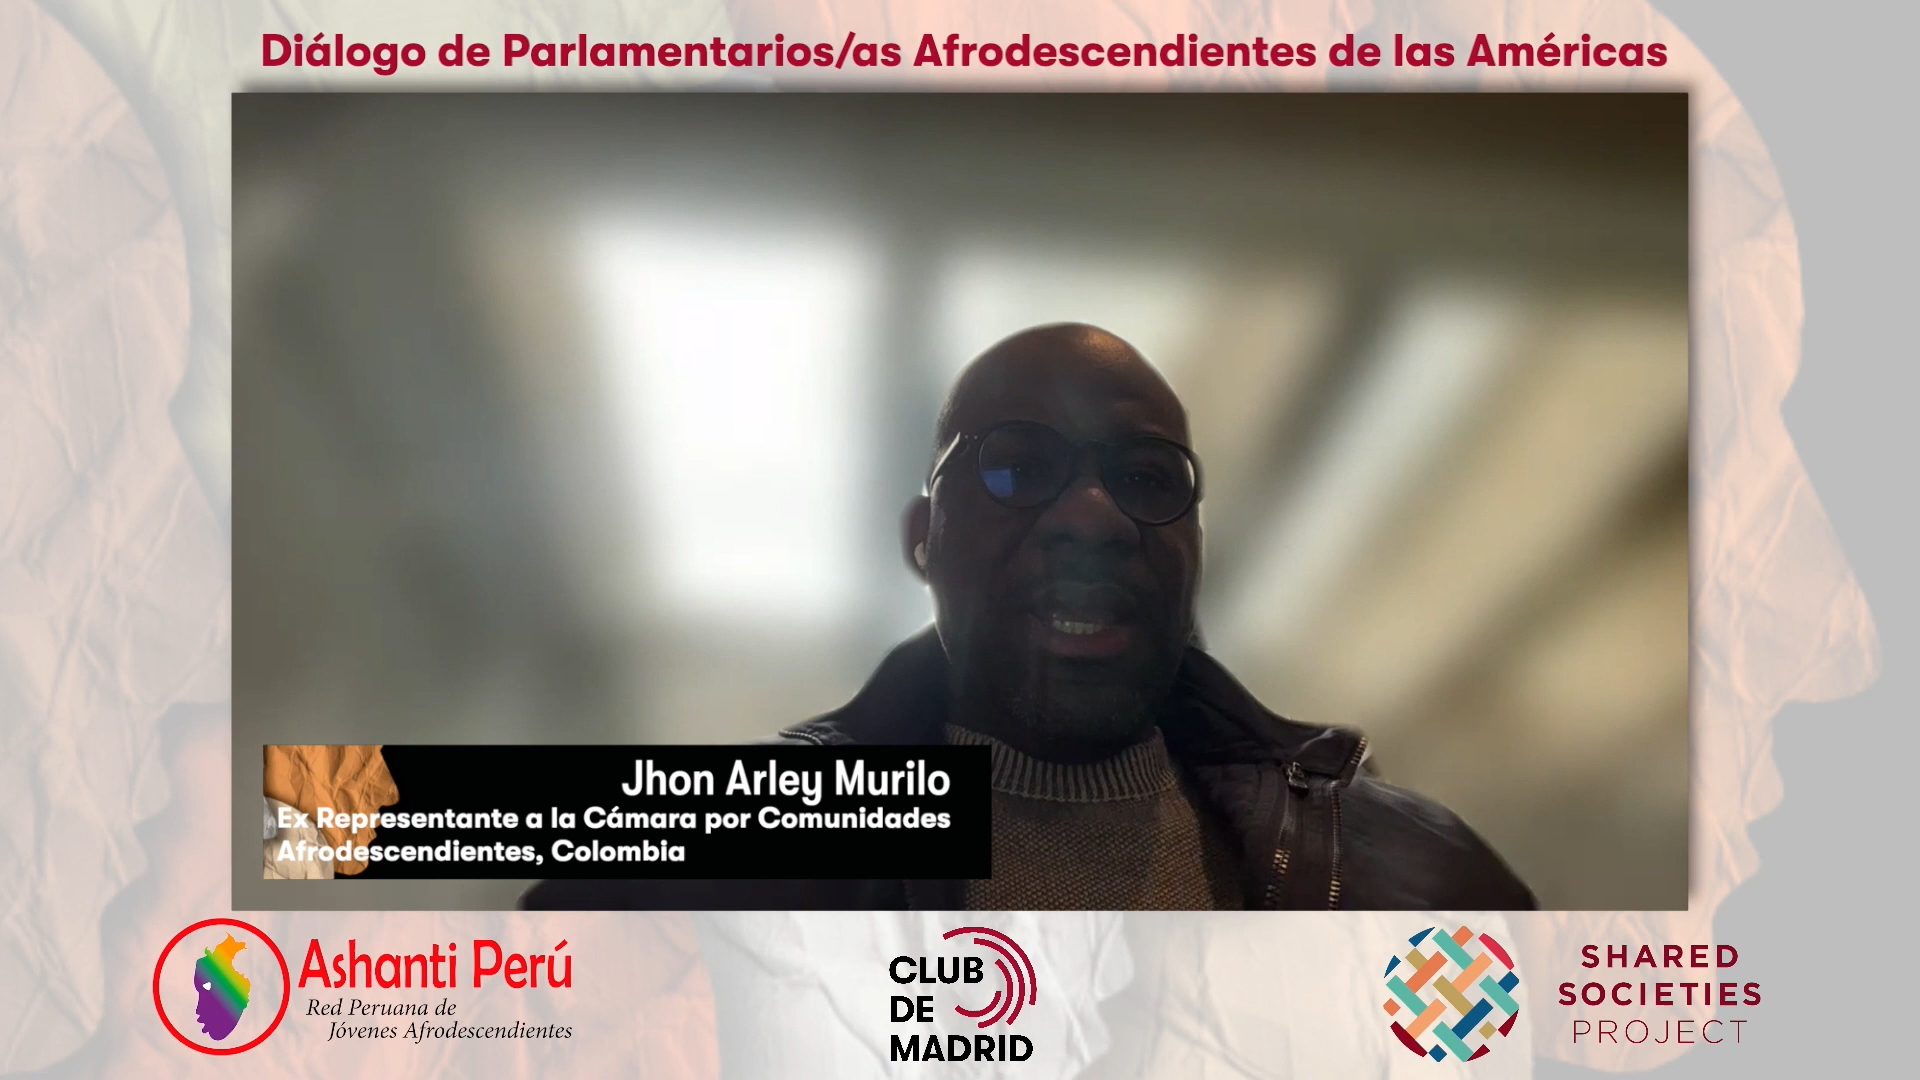 Diálogo de Parlamentarios/as Afrodescendientes de las Américas
Jhon Arley Murilo
Ex Representante a la Cámara por Comunidades
Afrodescendientes, Colombia
Ashanti Perú
Red Peruana de
Jóvenes Afrodescendientes
CLUB
DE
MADRID
SHARED
SOCIETIES
PROJECT